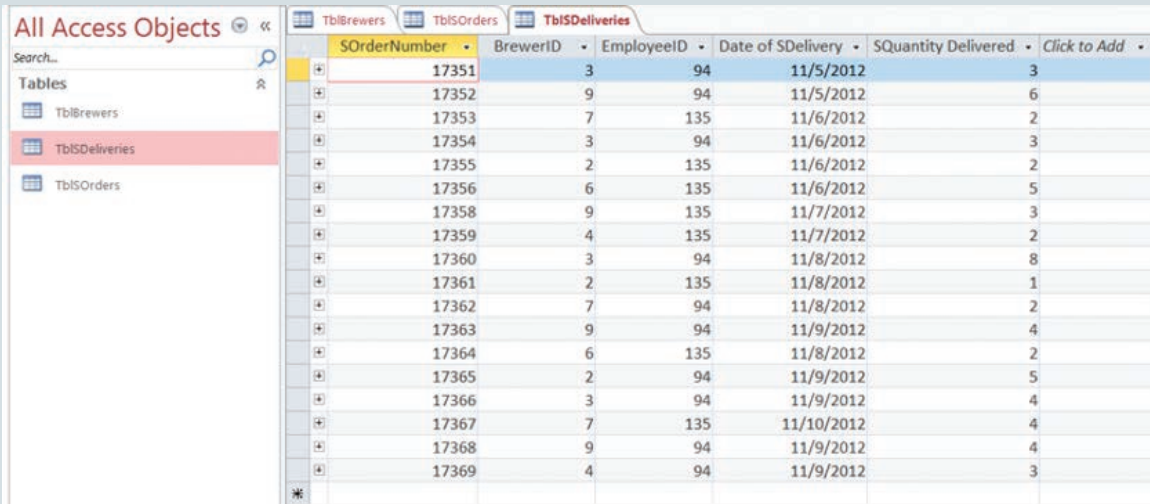 All Access Objects «
Search...
Tables
TblBrewers
TblSDeliveries
TblSOrders
TblBrewers TblSOrders TblSDeliveries
SOrderNumber BrewerID EmployeeID Date of SDelivery SQuantity Delivered Click to Add
17351 3 94 11/5/2012 3
17352 9 94 11/5/2012 6
17353 7 135 11/6/2012 2
17354 3 94 11/6/2012 3
17355 2 135 11/6/2012 2
17356 6 135 11/6/2012 5
17358 9 135 11/7/2012 3
17359 4 135 11/7/2012 2
17360 3 94 11/8/2012 8
17361 2 135 11/8/2012 1
17362 7 94 11/8/2012 2
17363 9 94 11/9/2012 4
17364 6 135 11/8/2012 2
17365 2 94 11/9/2012 5
17366 3 94 11/9/2012 4
17367 7 135 11/10/2012 4
17368 9 94 11/9/2012 4
17369 4 94 11/9/2012 3